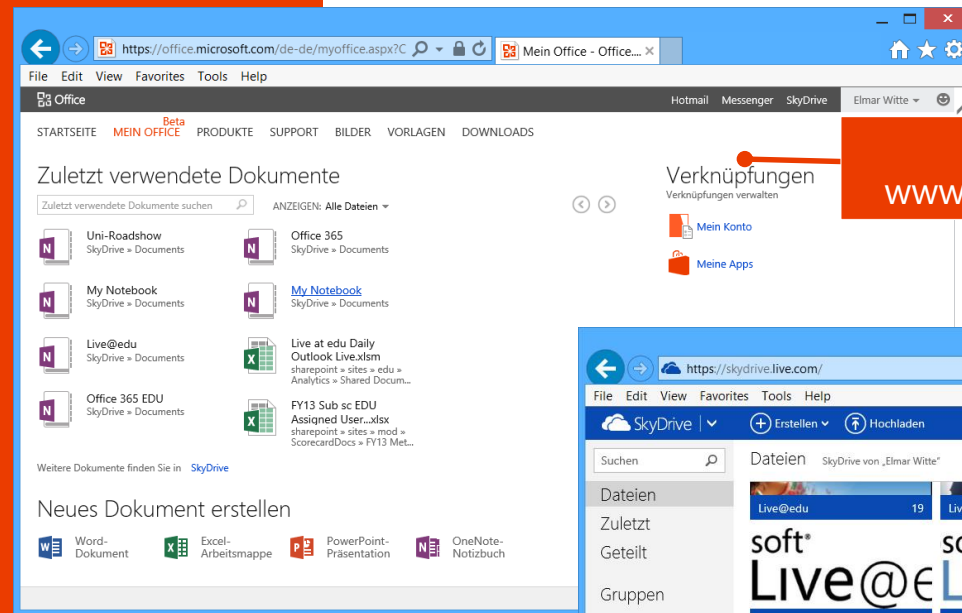 https://office.microsoft.com/de-de/myoffice.aspx?C
Mein Office - Office....
File Edit View Favorites Tools Help
Office
Hotmail Messenger SkyDrive Elmar Witte
Beta
STARTSEITE MEIN OFFICE PRODUKTE SUPPORT BILDER VORLAGEN DOWNLOADS
Zuletzt verwendete Dokumente
Zuletzt verwendete Dokumente suchen
ANZEIGEN: Alle Dateien
Uni-Roadshow
SkyDrive » Documents
Office 365
SkyDrive » Documents
My Notebook
SkyDrive » Documents
My Notebook
SkyDrive » Documents
Live@edu
SkyDrive » Documents
Live at edu Daily
Outlook Live.xlsm
sharepoint » sites » edu »
Analytics » Shared Docum...
Office 365 EDU
SkyDrive » Documents
FY13 Sub sc EDU
Assigned User...xlsx
sharepoint » sites » mod »
ScorecardDocs » FY13 Met...
Weitere Dokumente finden Sie in SkyDrive
Neues Dokument erstellen
Word-
Dokument
Excel-
Arbeitsmappe
PowerPoint-
Präsentation
OneNote-
Notizbuch
Verknüpfungen
Verknüpfungen verwalten
Mein Konto
Meine Apps
www
https://skydrive.live.com/
File Edit View Favorites Tools Help
SkyDrive
Erstellen
Hochladen
Suchen
Dateien SkyDrive von „Elmar Witte"
Dateien
Zuletzt
Geteilt
Gruppen
Live@edu 19
soft®
Live@e